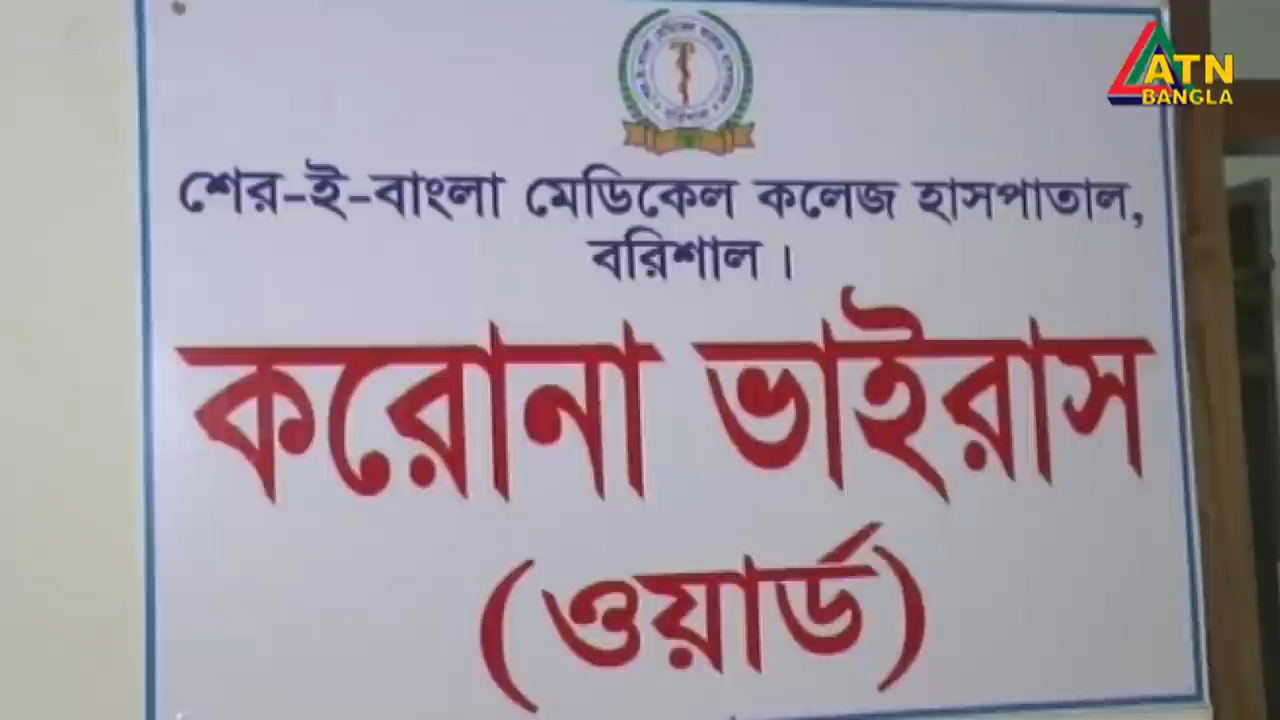 ATN
BANGLA
শের-ই-বাংলা মেডিকেল কলেজ হাসপাতাল,
বরিশাল।
করোনা ভাইরাস
(ওয়ার্ড)